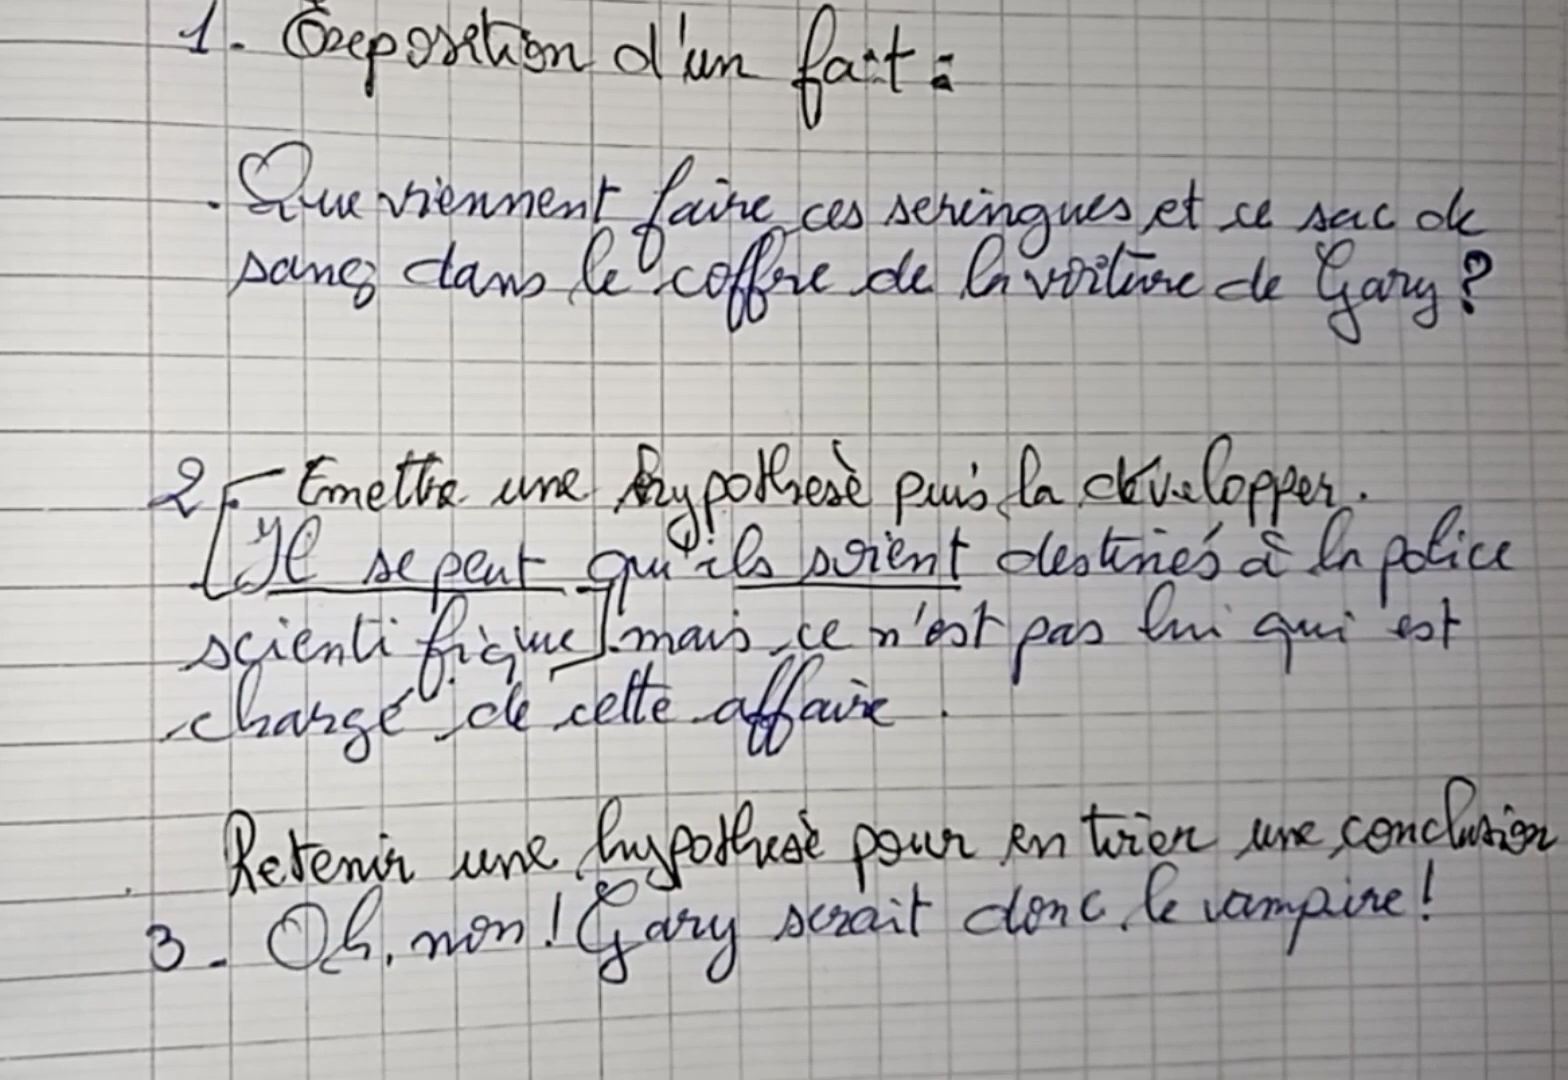 1. Exposition d'un fait :
. Que viennent faire ces seringues et ce sac de
sang dans le coffre de la voiture de Gary ?
2 - Emettre une hypothesè puis la développer.
[Il se peut qu'ils soient destinés à la police
scientifique] mais ce n'est pas lui qui est
chargé de cette affaire.
Retenir une hypothesè pour en tirer une conclusion
3. Oh, non ! Gary serait donc le vampire !